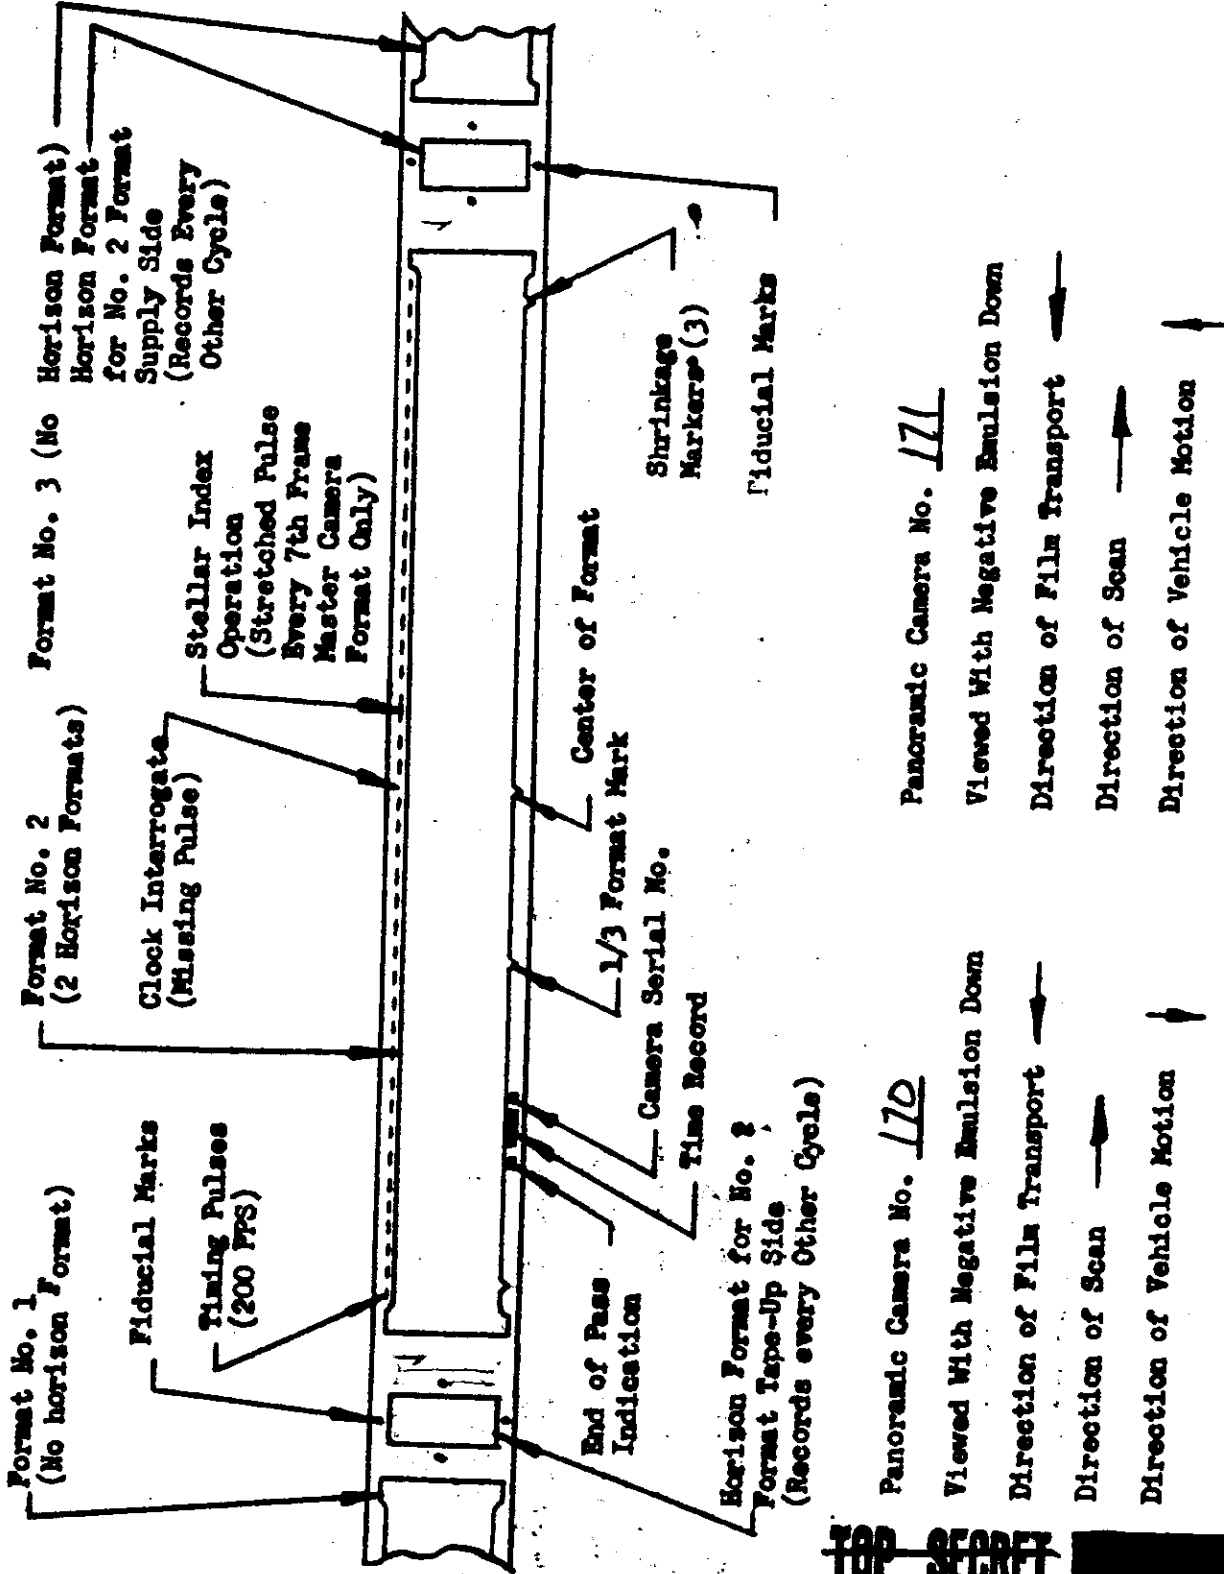 Format No. 1
(No horizon Format)
Fiducial Marks
Timing Pulses
(200 PPS)
Format No. 2
(2 Horizon Formats)
Clock Interrogate
(Missing Pulse)
Format No. 3 (No Horizon Format)
Stellar Index
Operation
(Stretched Pulse
Every 7th Frame
Master Camera
Format Only)
Horizon Format
for No. 2 Format
Supply Side
(Records Every
Other Cycle)
End of Pass
Indication
Horizon Format for No. 2
Format Tape-Up Side
(Records every Other Cycle)
Time Record
Camera Serial No.
1/3 Format Mark
Center of Format
Shrinkage
Markers (3)
Fiducial Marks
Panoramic Camera No. 170
Viewed With Negative Emulsion Down
Direction of Film Transport
Direction of Scan
Direction of Vehicle Motion
Panoramic Camera No. 171
Viewed With Negative Emulsion Down
Direction of Film Transport
Direction of Scan
Direction of Vehicle Motion
TOP SECRET